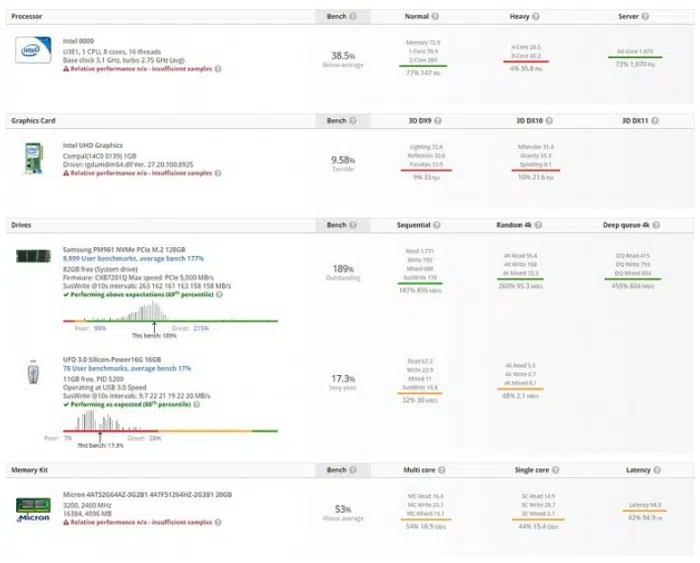 Processor Bench Normal Heavy Server
Intel 0000
U3E1, 1 CPU, 8 cores, 16 threads
Base clock 3.1 GHz, turbo 2.75 GHz (avg)
Relative performance n/a - insufficient samples
38.5%
Below average
Memory 72.9
1-Core 78.9
2-Core 289
77% 147 Pts
4-Core 26.5
8-Core 45.2
4% 35.8 Pts
64-Core 1,070
72% 1,070 Pts
Graphics Card Bench 3D DX9 3D DX10 3D DX11
Intel UHD Graphics
Compal(14C0 0139) 1GB
Driver: igdumdim64.dll Ver. 27.20.100.8925
Relative performance n/a - insufficient samples
9.58%
Terrible
Lighting 32.6
Reflection 30.6
Parallax 33.9
9% 33 fps
MRender 31.4
Gravity 33.3
Splatting 0.1
10% 21.6 fps
Drives Bench Sequential Random 4k Deep queue 4k
Samsung PM961 NVMe PCIe M.2 128GB
8,999 User benchmarks, average bench 177%
82GB free (System drive)
Firmware: CXB7201Q Max speed: PCIe 5,000 MB/s
SusWrite @10s intervals: 263 162 161 163 158 158 MB/s
Performing above expectations (69th percentile)
Poor: 90% Great: 215%
This bench: 189%
189%
Outstanding
Read 1,771
Write 792
Mixed 680
SusWrite 178
187% 855 MB/s
4K Read 55.4
4K Write 158
4K Mixed 72.3
260% 95.3 MB/s
DQ Read 415
DQ Write 793
DQ Mixed 604
458% 604 MB/s
UFD 3.0 Silicon-Power16G 16GB
78 User benchmarks, average bench 17%
11GB free, PID 5200
Operating at USB 3.0 Speed
SusWrite @10s intervals: 9.7 22 21 19 22 20 MB/s
Performing as expected (60th percentile)
Poor: 7% Great: 28%
This bench: 17.3%
17.3%
Very poor
Read 67.2
Write 22.9
Mixed 11
SusWrite 18.8
32% 30 MB/s
4K Read 5.5
4K Write 0.7
4K Mixed 0.1
48% 2.1 MB/s
Memory Kit Bench Multi core Single core Latency
Micron 4ATS2G64AZ-3G2B1 4ATF51264HZ-2G3B1 20GB
3200, 2400 MHz
16384, 4096 MB
Relative performance n/a - insufficient samples
53%
Above average
MC Read 16.4
MC Write 25.1
MC Mixed 15.1
54% 18.9 GB/s
SC Read 14.9
SC Write 28.7
SC Mixed 2.7
44% 15.4 GB/s
Latency 94.9
42% 94.9 ns